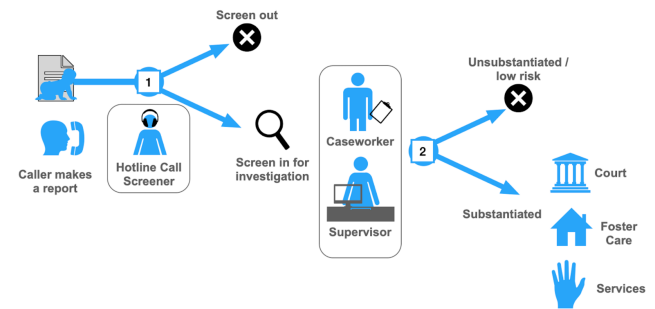 Screen out
1
Caller makes
a report
Hotline Call
Screener
Screen in for
investigation
Caseworker
Supervisor
2
Unsubstantiated /
low risk
Substantiated
Court
Foster
Care
Services